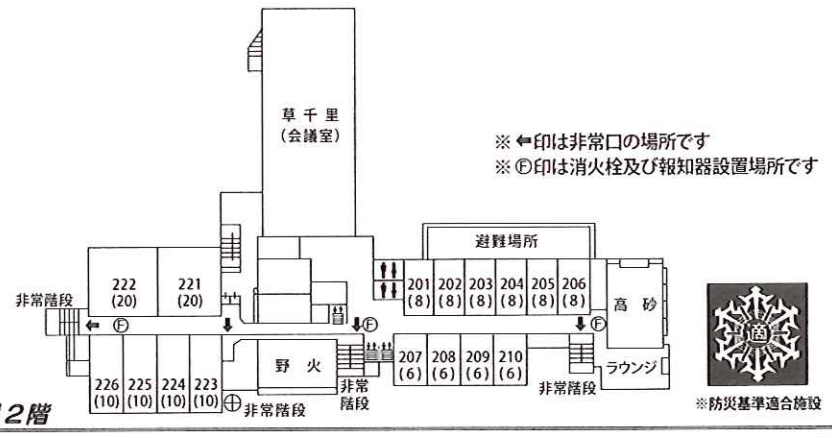 草千里
(会議室)
※⬅印は非常口の場所です
※Ⓕ印は消火栓及び報知器設置場所です
避難場所
222
(20)
221
(20)
201
(8)
202
(8)
203
(8)
204
(8)
205
(8)
206
(8)
高砂
非常階段
Ⓕ
Ⓕ
Ⓕ
226
(10)
225
(10)
224
(10)
223
(10)
野火
207
(6)
208
(6)
209
(6)
210
(6)
ラウンジ
適
非常階段
非常
階段
非常階段
※防災基準適合施設
2階